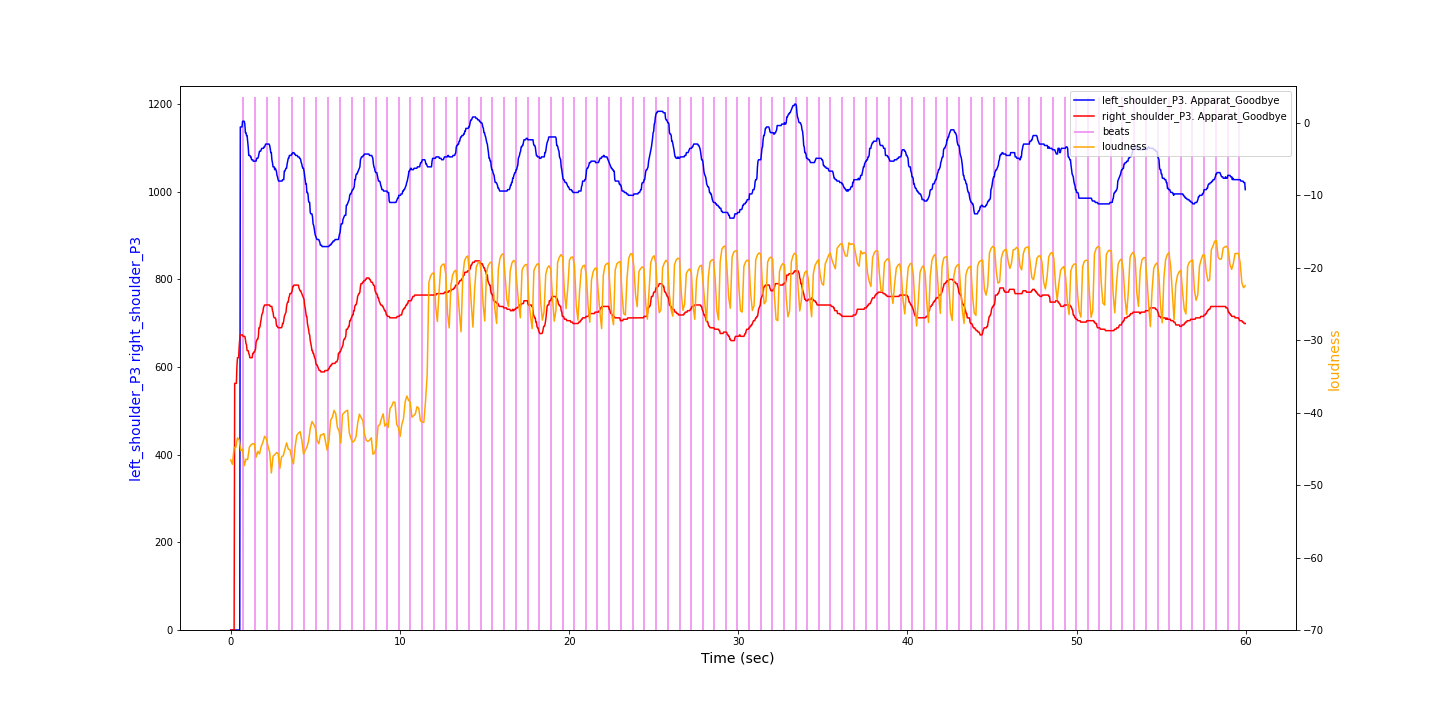 left_shoulder_P3. Apparat_Goodbye
right_shoulder_P3. Apparat_Goodbye
beats
loudness
1200
1000
800
600
400
200
0
left_shoulder_P3 right_shoulder_P3
0
−10
−20
−30
−40
−50
−60
−70
loudness
0 10 20 30 40 50 60
Time (sec)